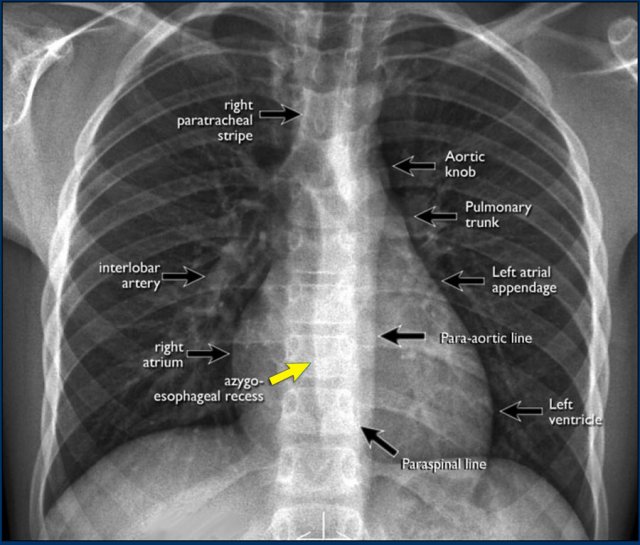 right
paratracheal
stripe
Aortic
knob
Pulmonary
trunk
interlobar
artery
Left atrial
appendage
right
atrium
Para-aortic line
azygo-
esophageal recess
Left
ventricle
Paraspinal line